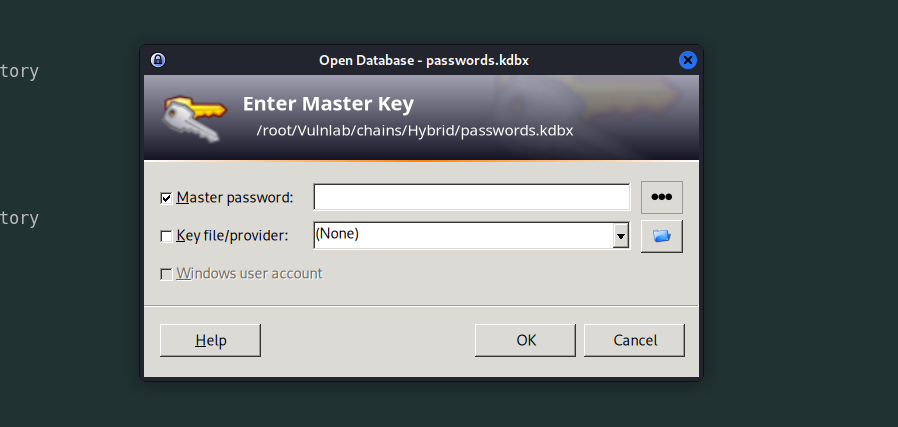 tory
Open Database - passwords.kdbx
Enter Master Key
/root/Vulnlab/chains/Hybrid/passwords.kdbx
Master password:
Key file/provider:
(None)
tory
Windows user account
Help
OK
Cancel